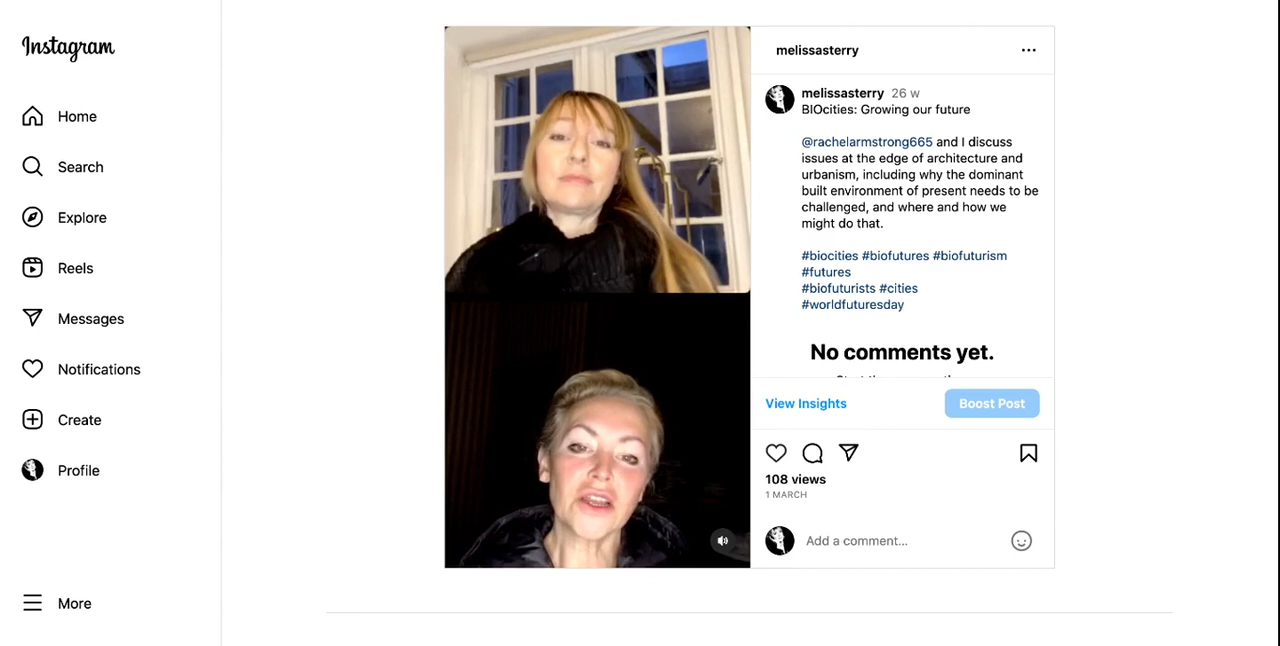 Instagram
Home
Search
Explore
Reels
Messages
Notifications
Create
Profile
More
melissasterry
melissasterry 26 w
BIOcities: Growing our future
@rachelarmstrong665 and I discuss
issues at the edge of architecture and
urbanism, including why the dominant
built environment of present needs to be
challenged, and where and how we
might do that.
#biocities #biofutures #biofuturism
#futures
#biofuturists #cities
#worldfuturesday
No comments yet.
View Insights
Boost Post
108 views
1 MARCH
Add a comment...